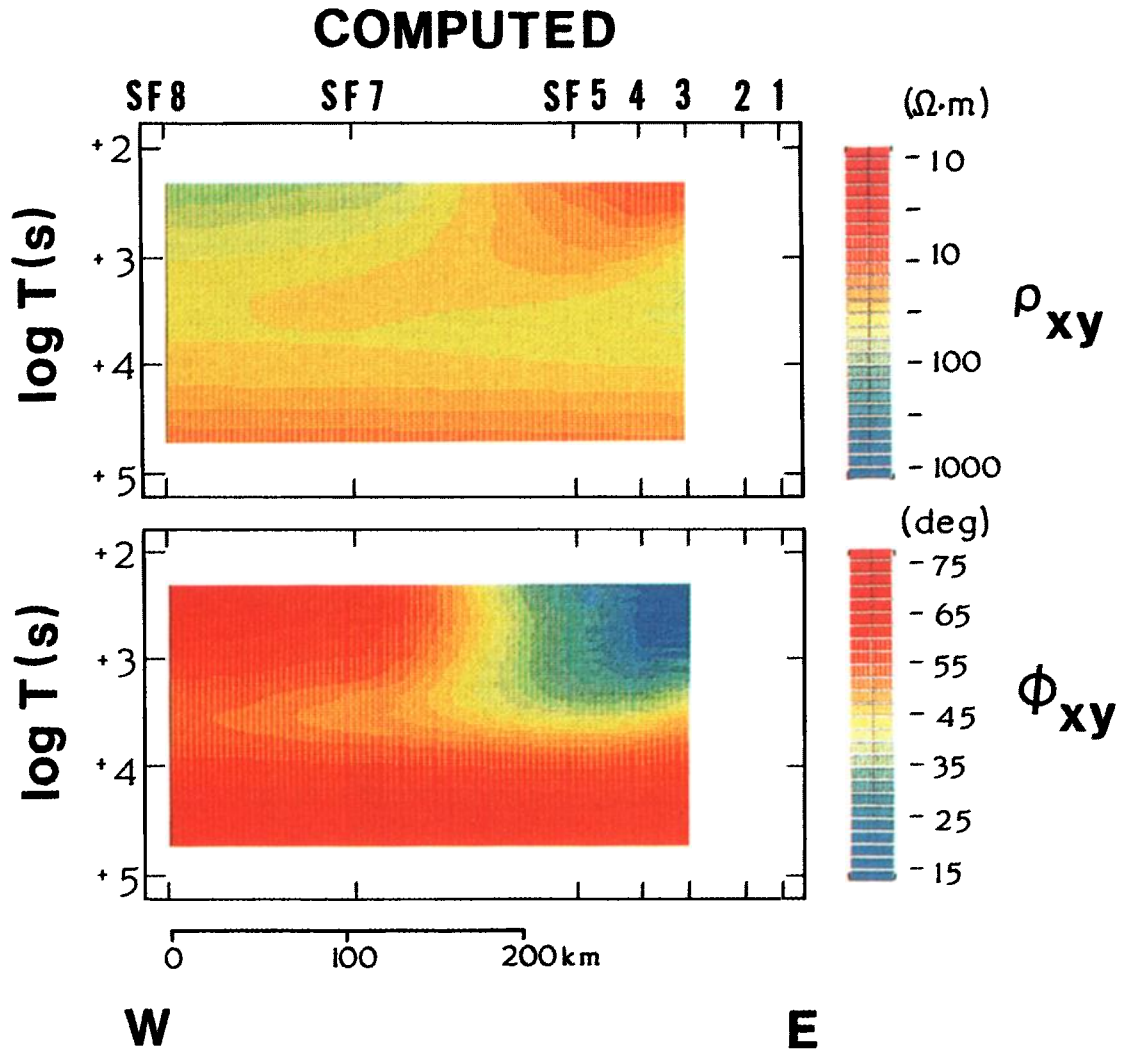 COMPUTED
SF8 SF7 SF5 4 3 2 1
(Ω·m)
+2
+3
+4
+5
log T(s)
-10
-
-10
-
-100
-
-1000
ρxy
(deg)
+2
+3
+4
+5
log T(s)
-75
-65
-55
-45
-35
-25
-15
ϕxy
0 100 200km
W E